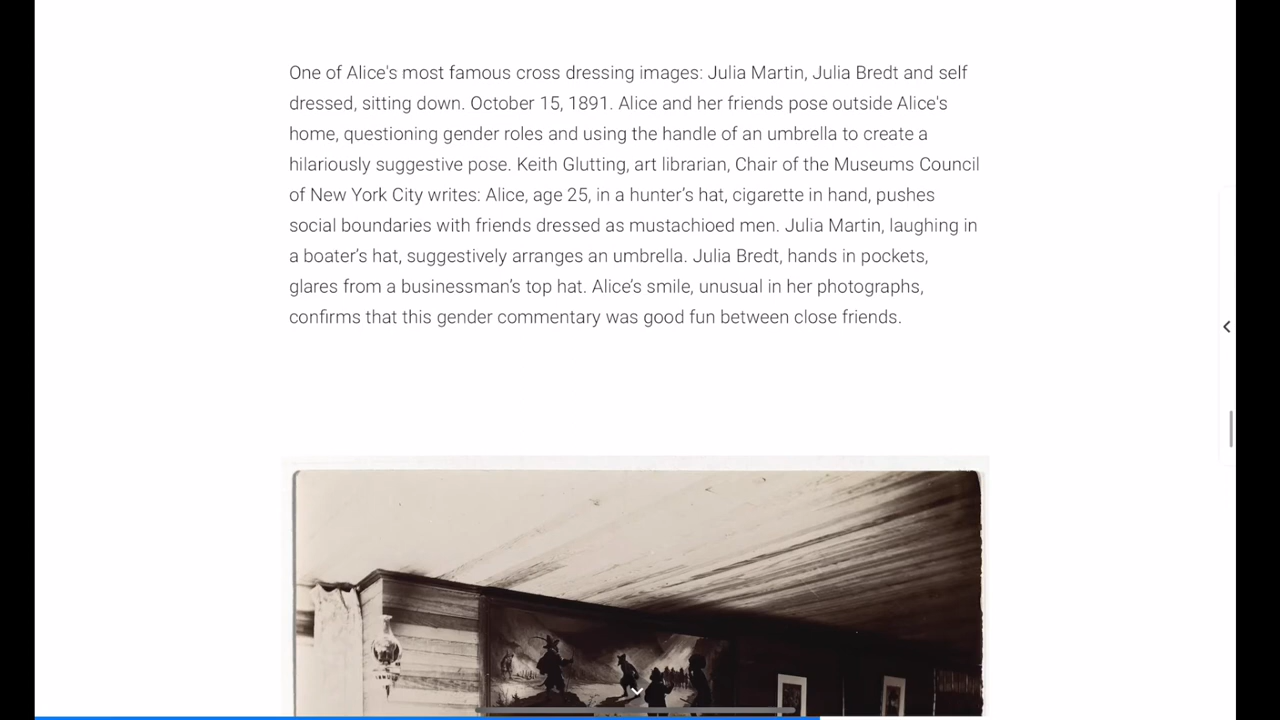 One of Alice's most famous cross dressing images: Julia Martin, Julia Bredt and self
dressed, sitting down. October 15, 1891. Alice and her friends pose outside Alice's
home, questioning gender roles and using the handle of an umbrella to create a
hilariously suggestive pose. Keith Glutting, art librarian, Chair of the Museums Council
of New York City writes: Alice, age 25, in a hunter’s hat, cigarette in hand, pushes
social boundaries with friends dressed as mustachioed men. Julia Martin, laughing in
a boater’s hat, suggestively arranges an umbrella. Julia Bredt, hands in pockets,
glares from a businessman’s top hat. Alice’s smile, unusual in her photographs,
confirms that this gender commentary was good fun between close friends.